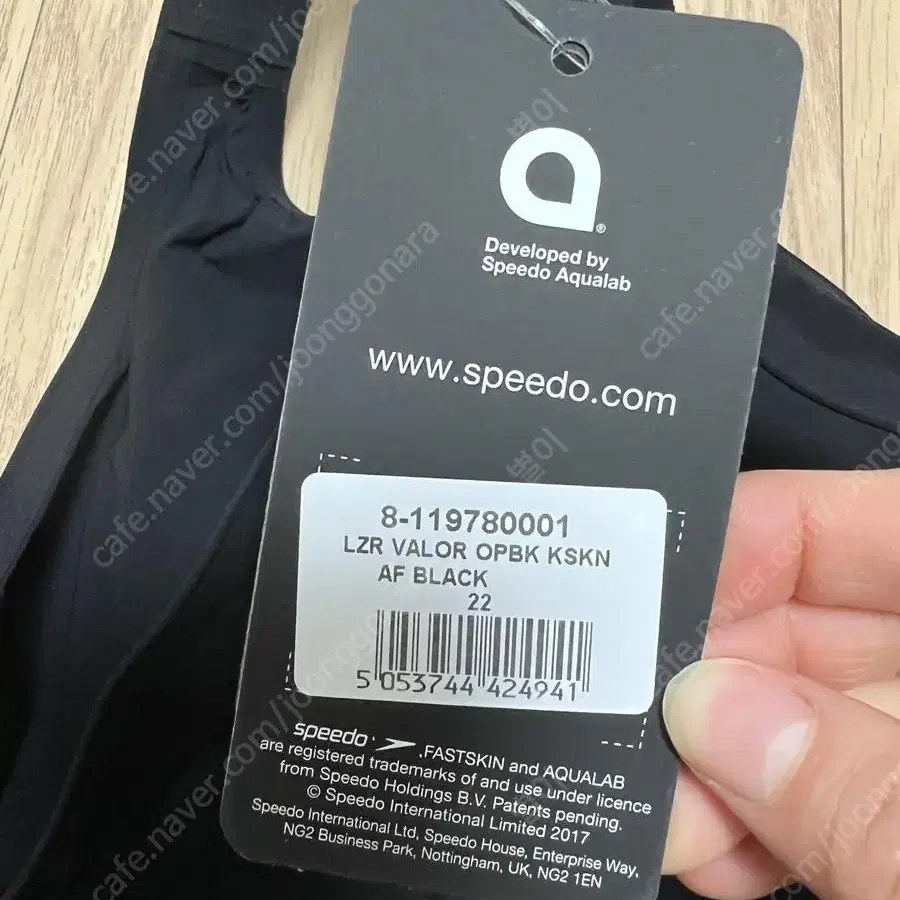 Developed by
Speedo Aqualab
www.speedo.com
8-119780001
LZR VALOR OPBK KSKN
AF BLACK
22
5 053744 424941
speedo ,FASTSKIN and AQUALAB
are registered trademarks of and use under licence
from Speedo Holdings B.V. Patents pending.
© Speedo International Limited 2017
Speedo International Ltd, Speedo House, Enterprise Way,
NG2 Business Park, Nottingham, UK, NG2 1EN
cafe.naver.com/joonggonara
별이